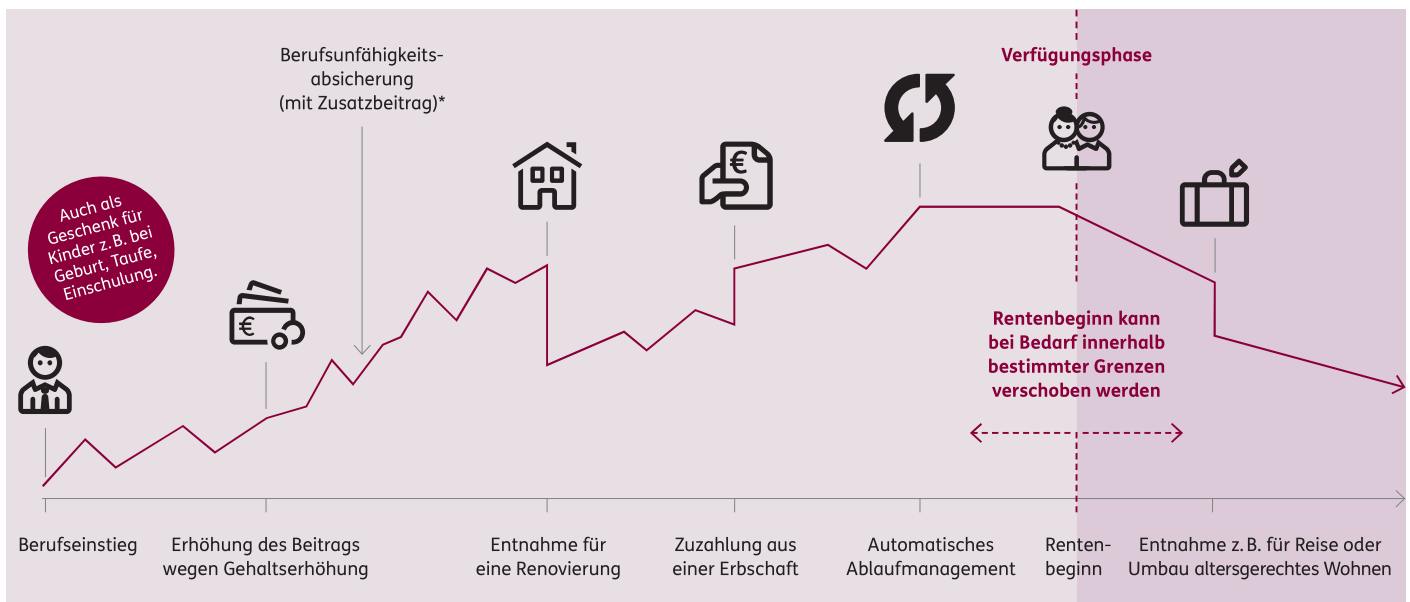 Berufsunfähigkeits-
absicherung
(mit Zusatzbeitrag)*
Verfügungsphase
Auch als
Geschenk für
Kinder z. B. bei
Geburt, Taufe,
Einschulung.
€
€
Rentenbeginn kann
bei Bedarf innerhalb
bestimmter Grenzen
verschoben werden
Berufseinstieg
Erhöhung des Beitrags
wegen Gehaltserhöhung
Entnahme für
eine Renovierung
Zuzahlung aus
einer Erbschaft
Automatisches
Ablaufmanagement
Renten-
beginn
Entnahme z. B. für Reise oder
Umbau altersgerechtes Wohnen